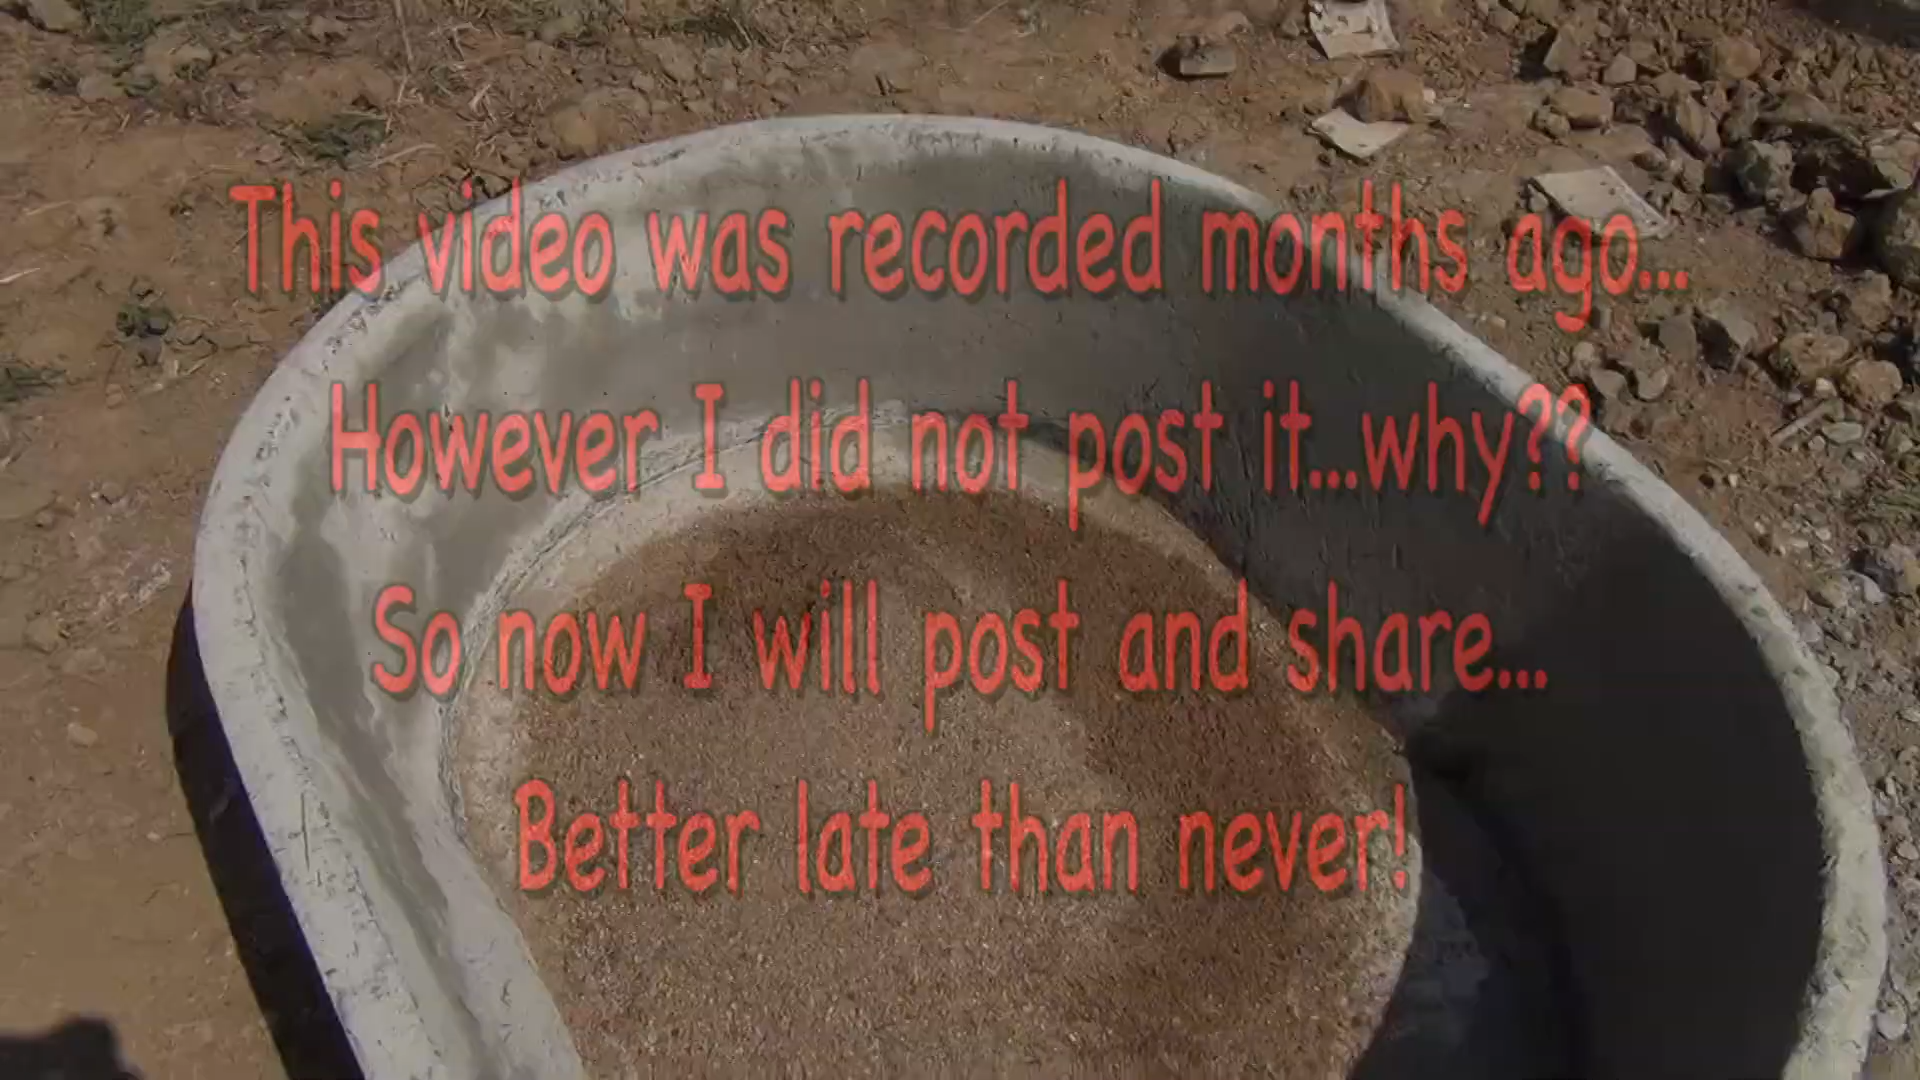 This video was recorded months ago...
However I did not post it...why??
So now I will post and share...
Better late than never!